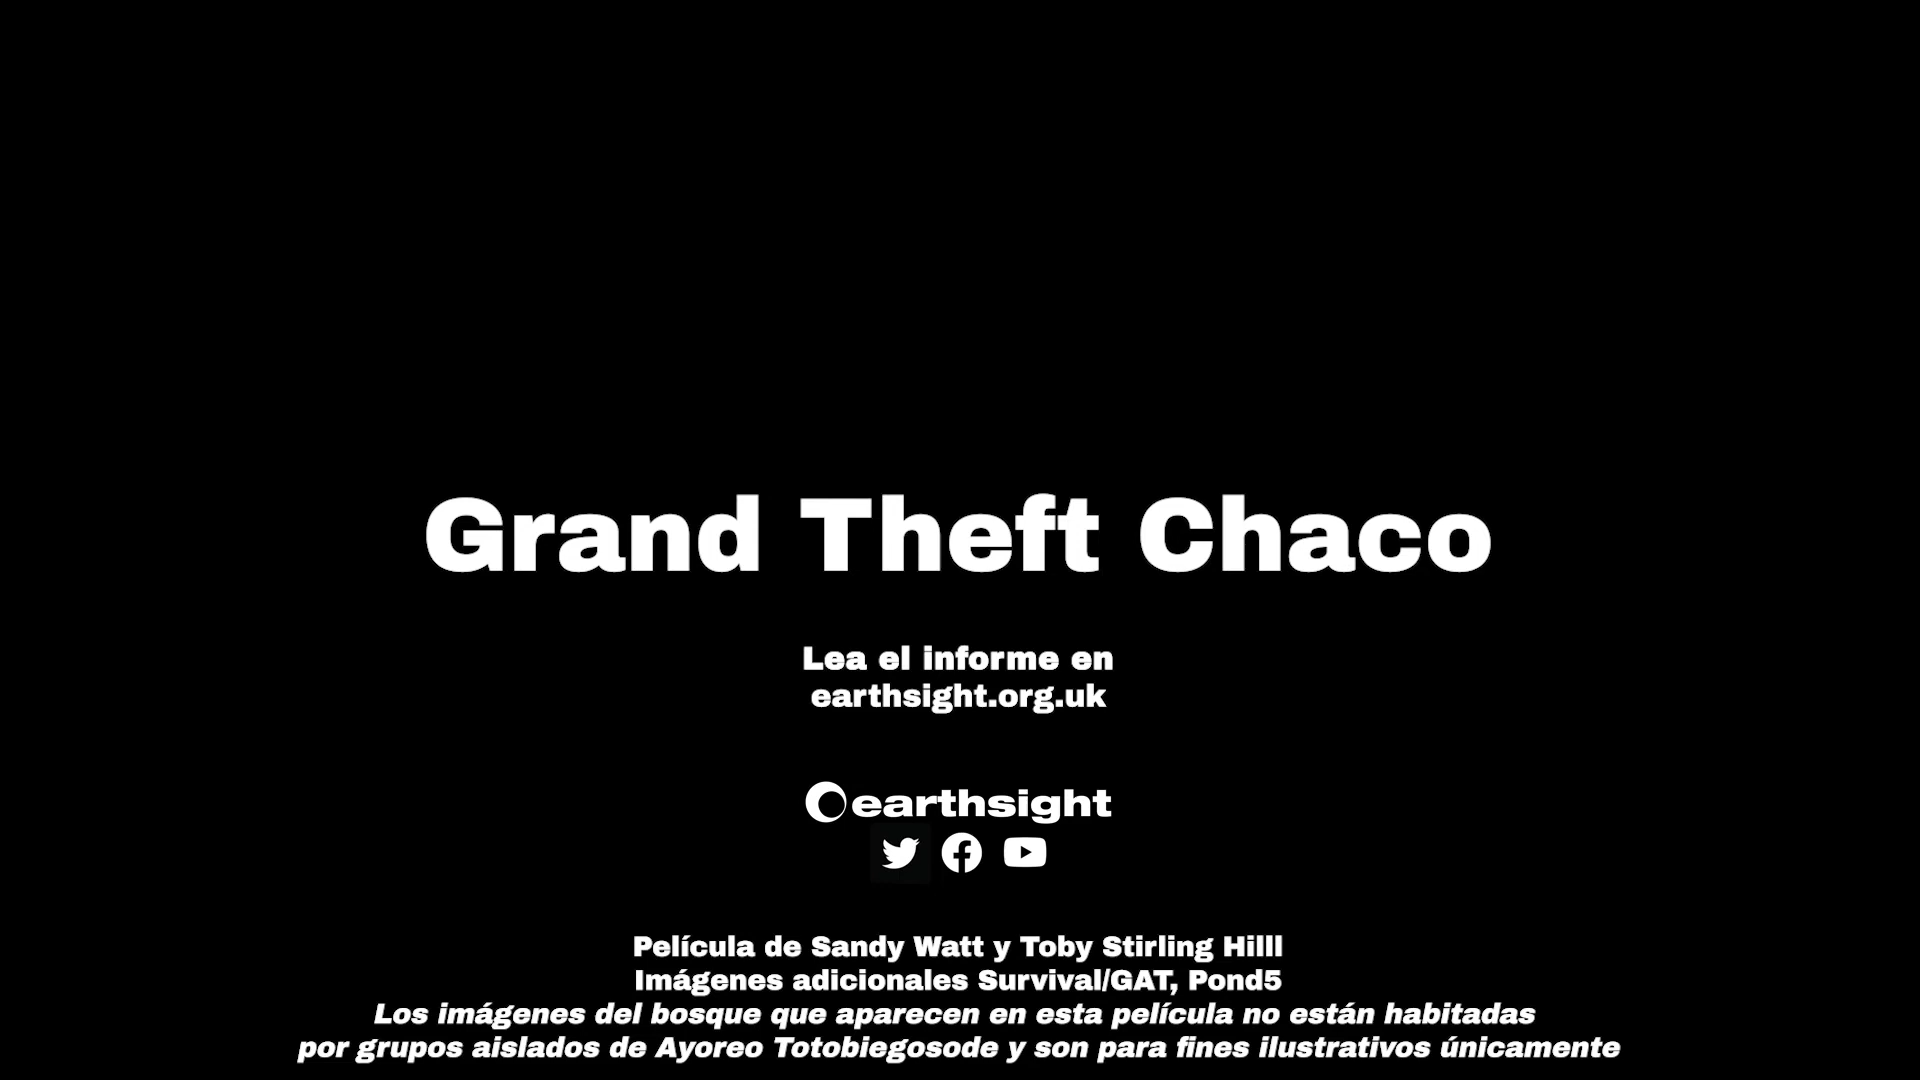 Grand Theft Chaco
Lea el informe en
earthsight.org.uk
earthsight
Película de Sandy Watt y Toby Stirling Hilll
Imágenes adicionales Survival/GAT, Pond5
Los imágenes del bosque que aparecen en esta película no están habitadas
por grupos aislados de Ayoreo Totobiegosode y son para fines ilustrativos únicamente